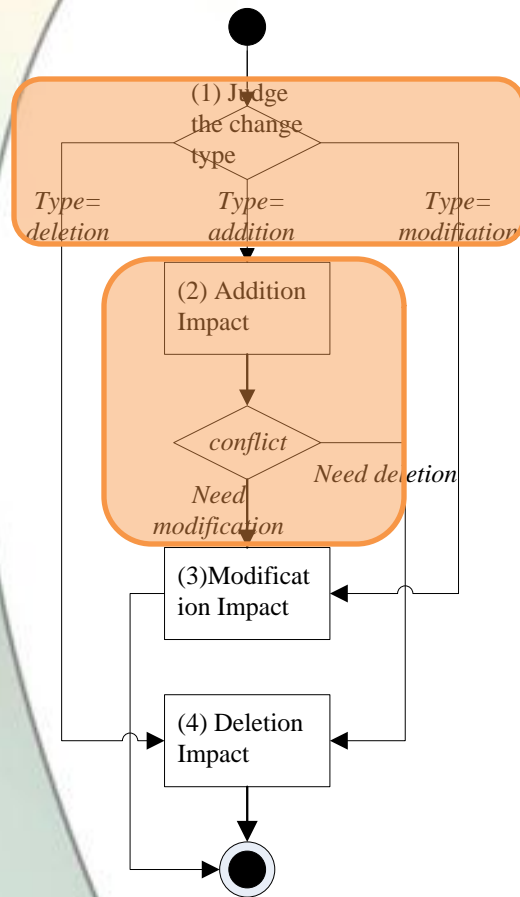 (1) Judge
the change
type
Type=
deletion
Type=
addition
Type=
modifiation
(2) Addition
Impact
conflict
Need deletion
Need
modification
(3)Modificat
ion Impact
(4) Deletion
Impact